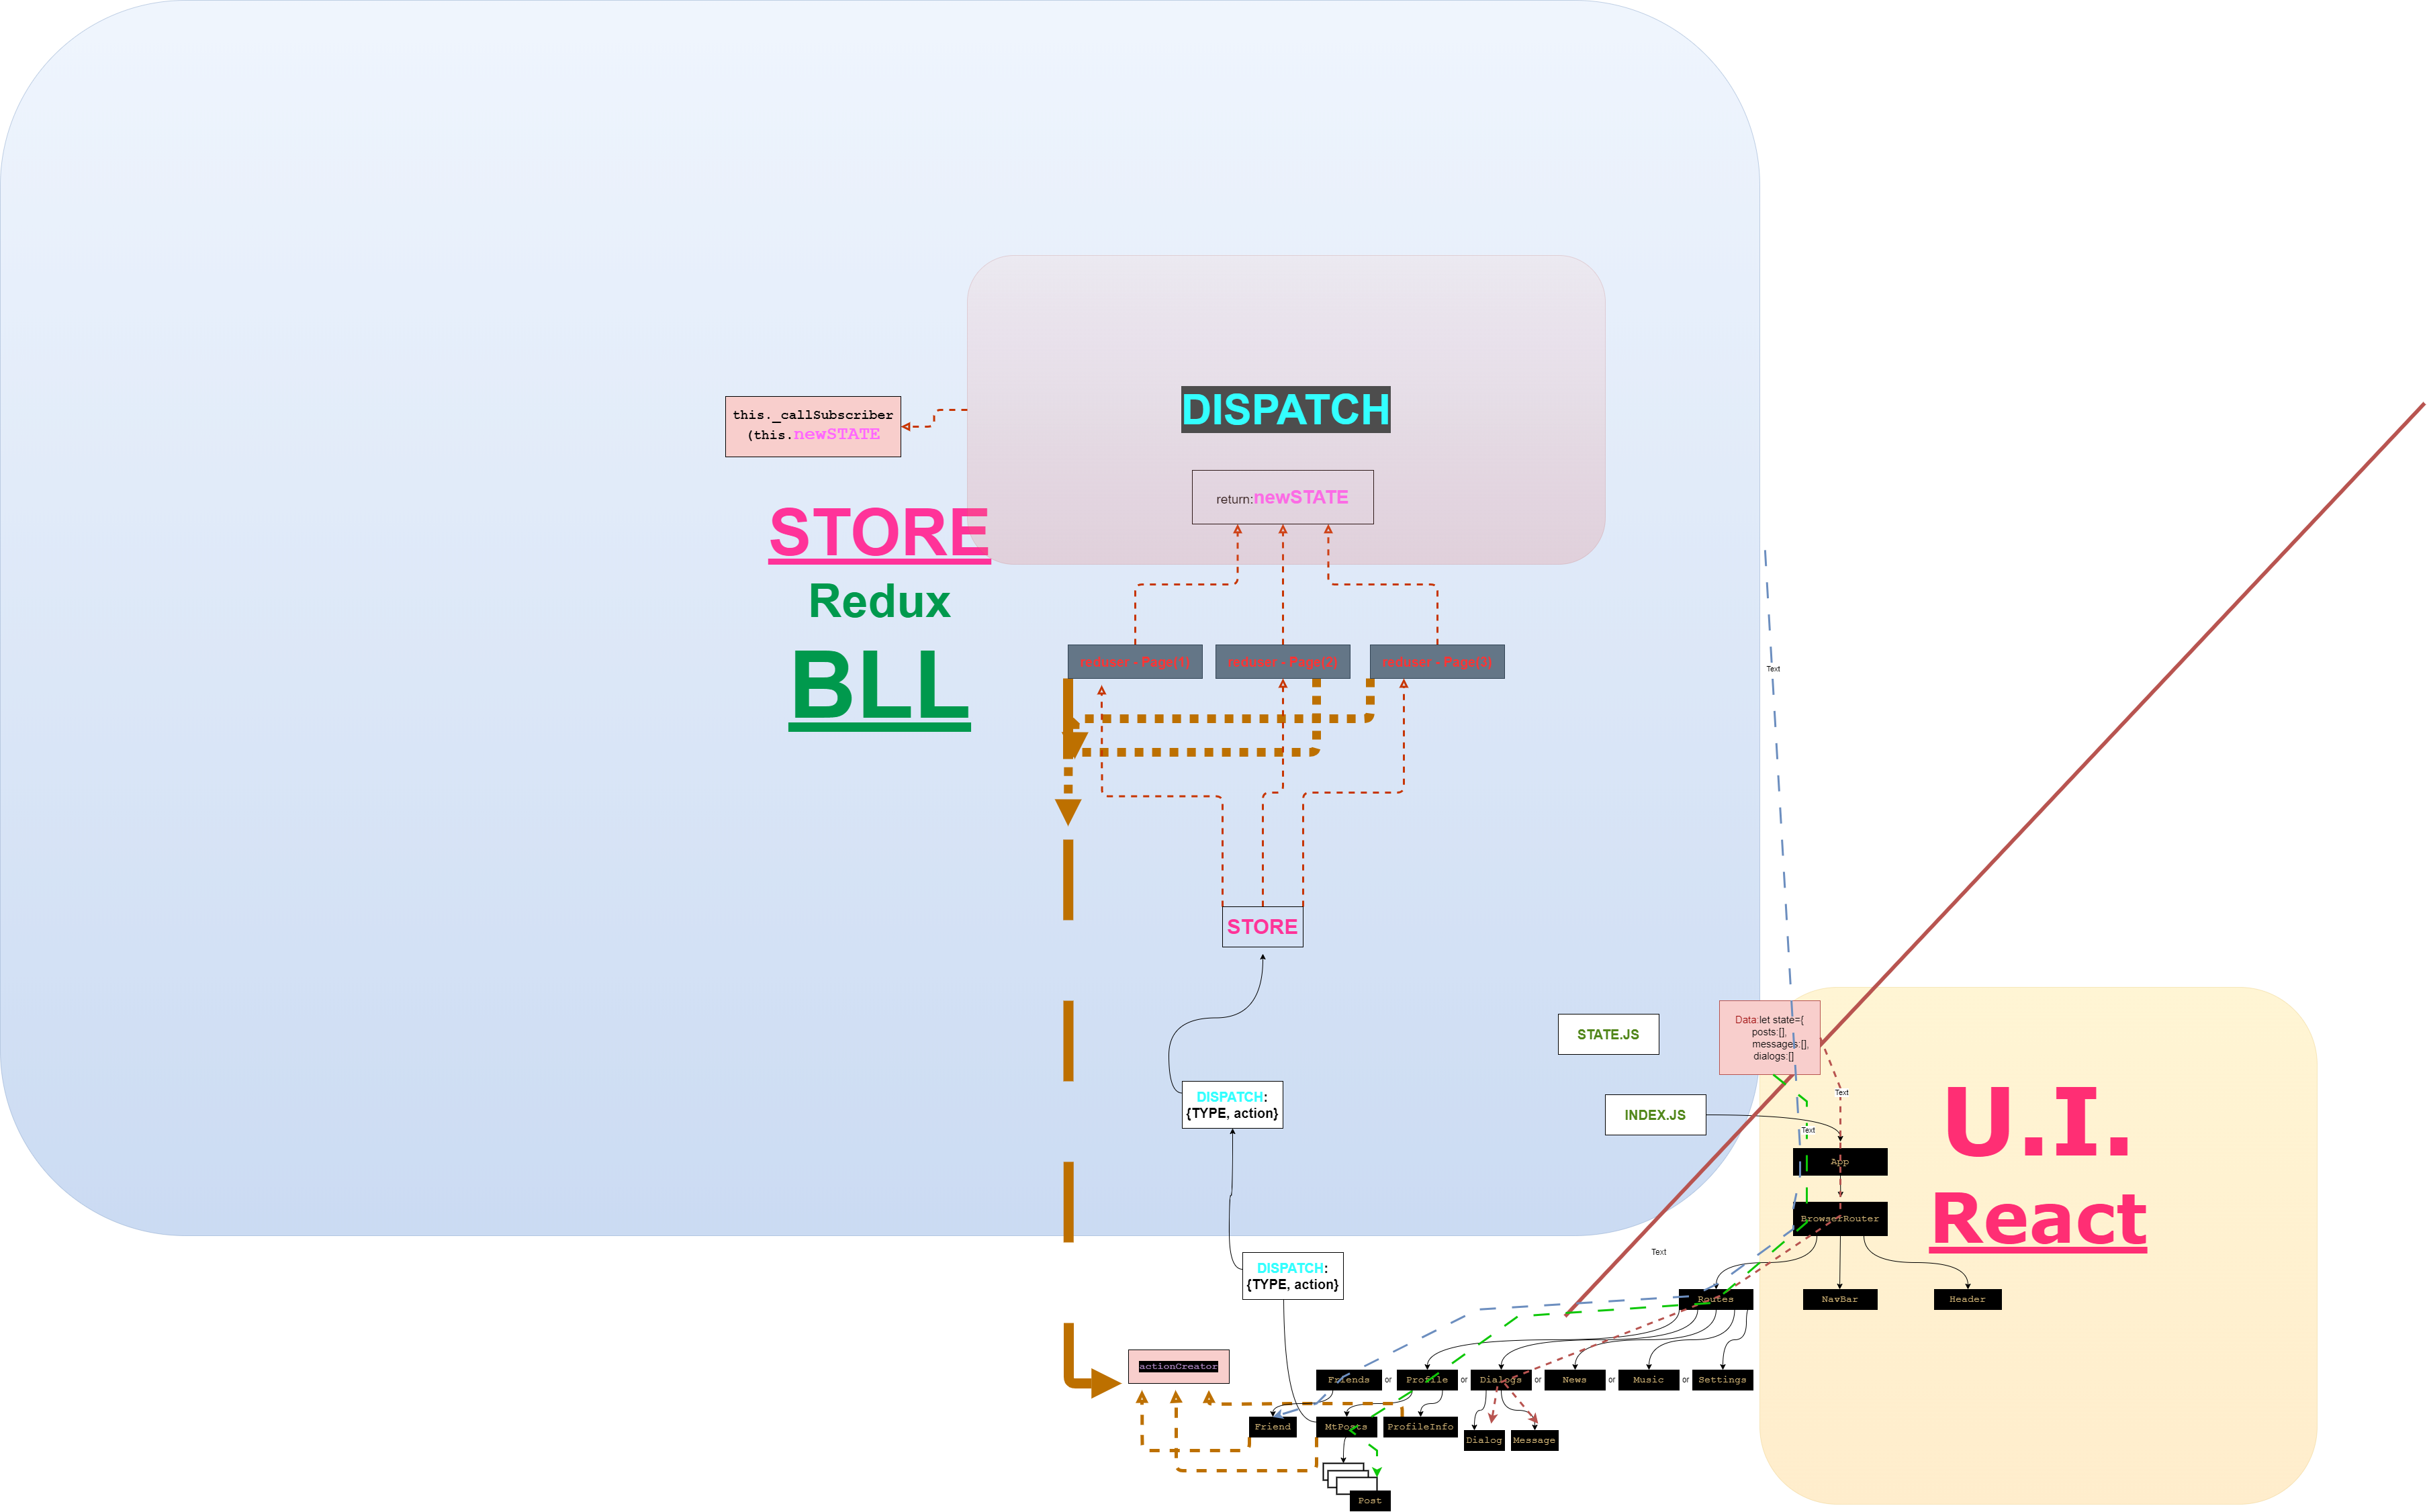 DISPATCH
this._callSubscriber
(this.newSTATE
return:newSTATE
STORE
Redux
BLL
reduser - Page(1)
reduser - Page(2)
reduser - Page(3)
Text
STORE
STATE.JS
Data:let state={
posts:[],
messages:[],
dialogs:[]
DISPATCH:
{TYPE, action}
INDEX.JS
Text
Text
U.I.
React
App
BrowserRouter
Text
DISPATCH:
{TYPE, action}
Routes
NavBar
Header
actionCreator
Friends or Profile or Dialogs or News or Music or Settings
Friend
MtPosts
ProfileInfo
Dialog
Message
Post